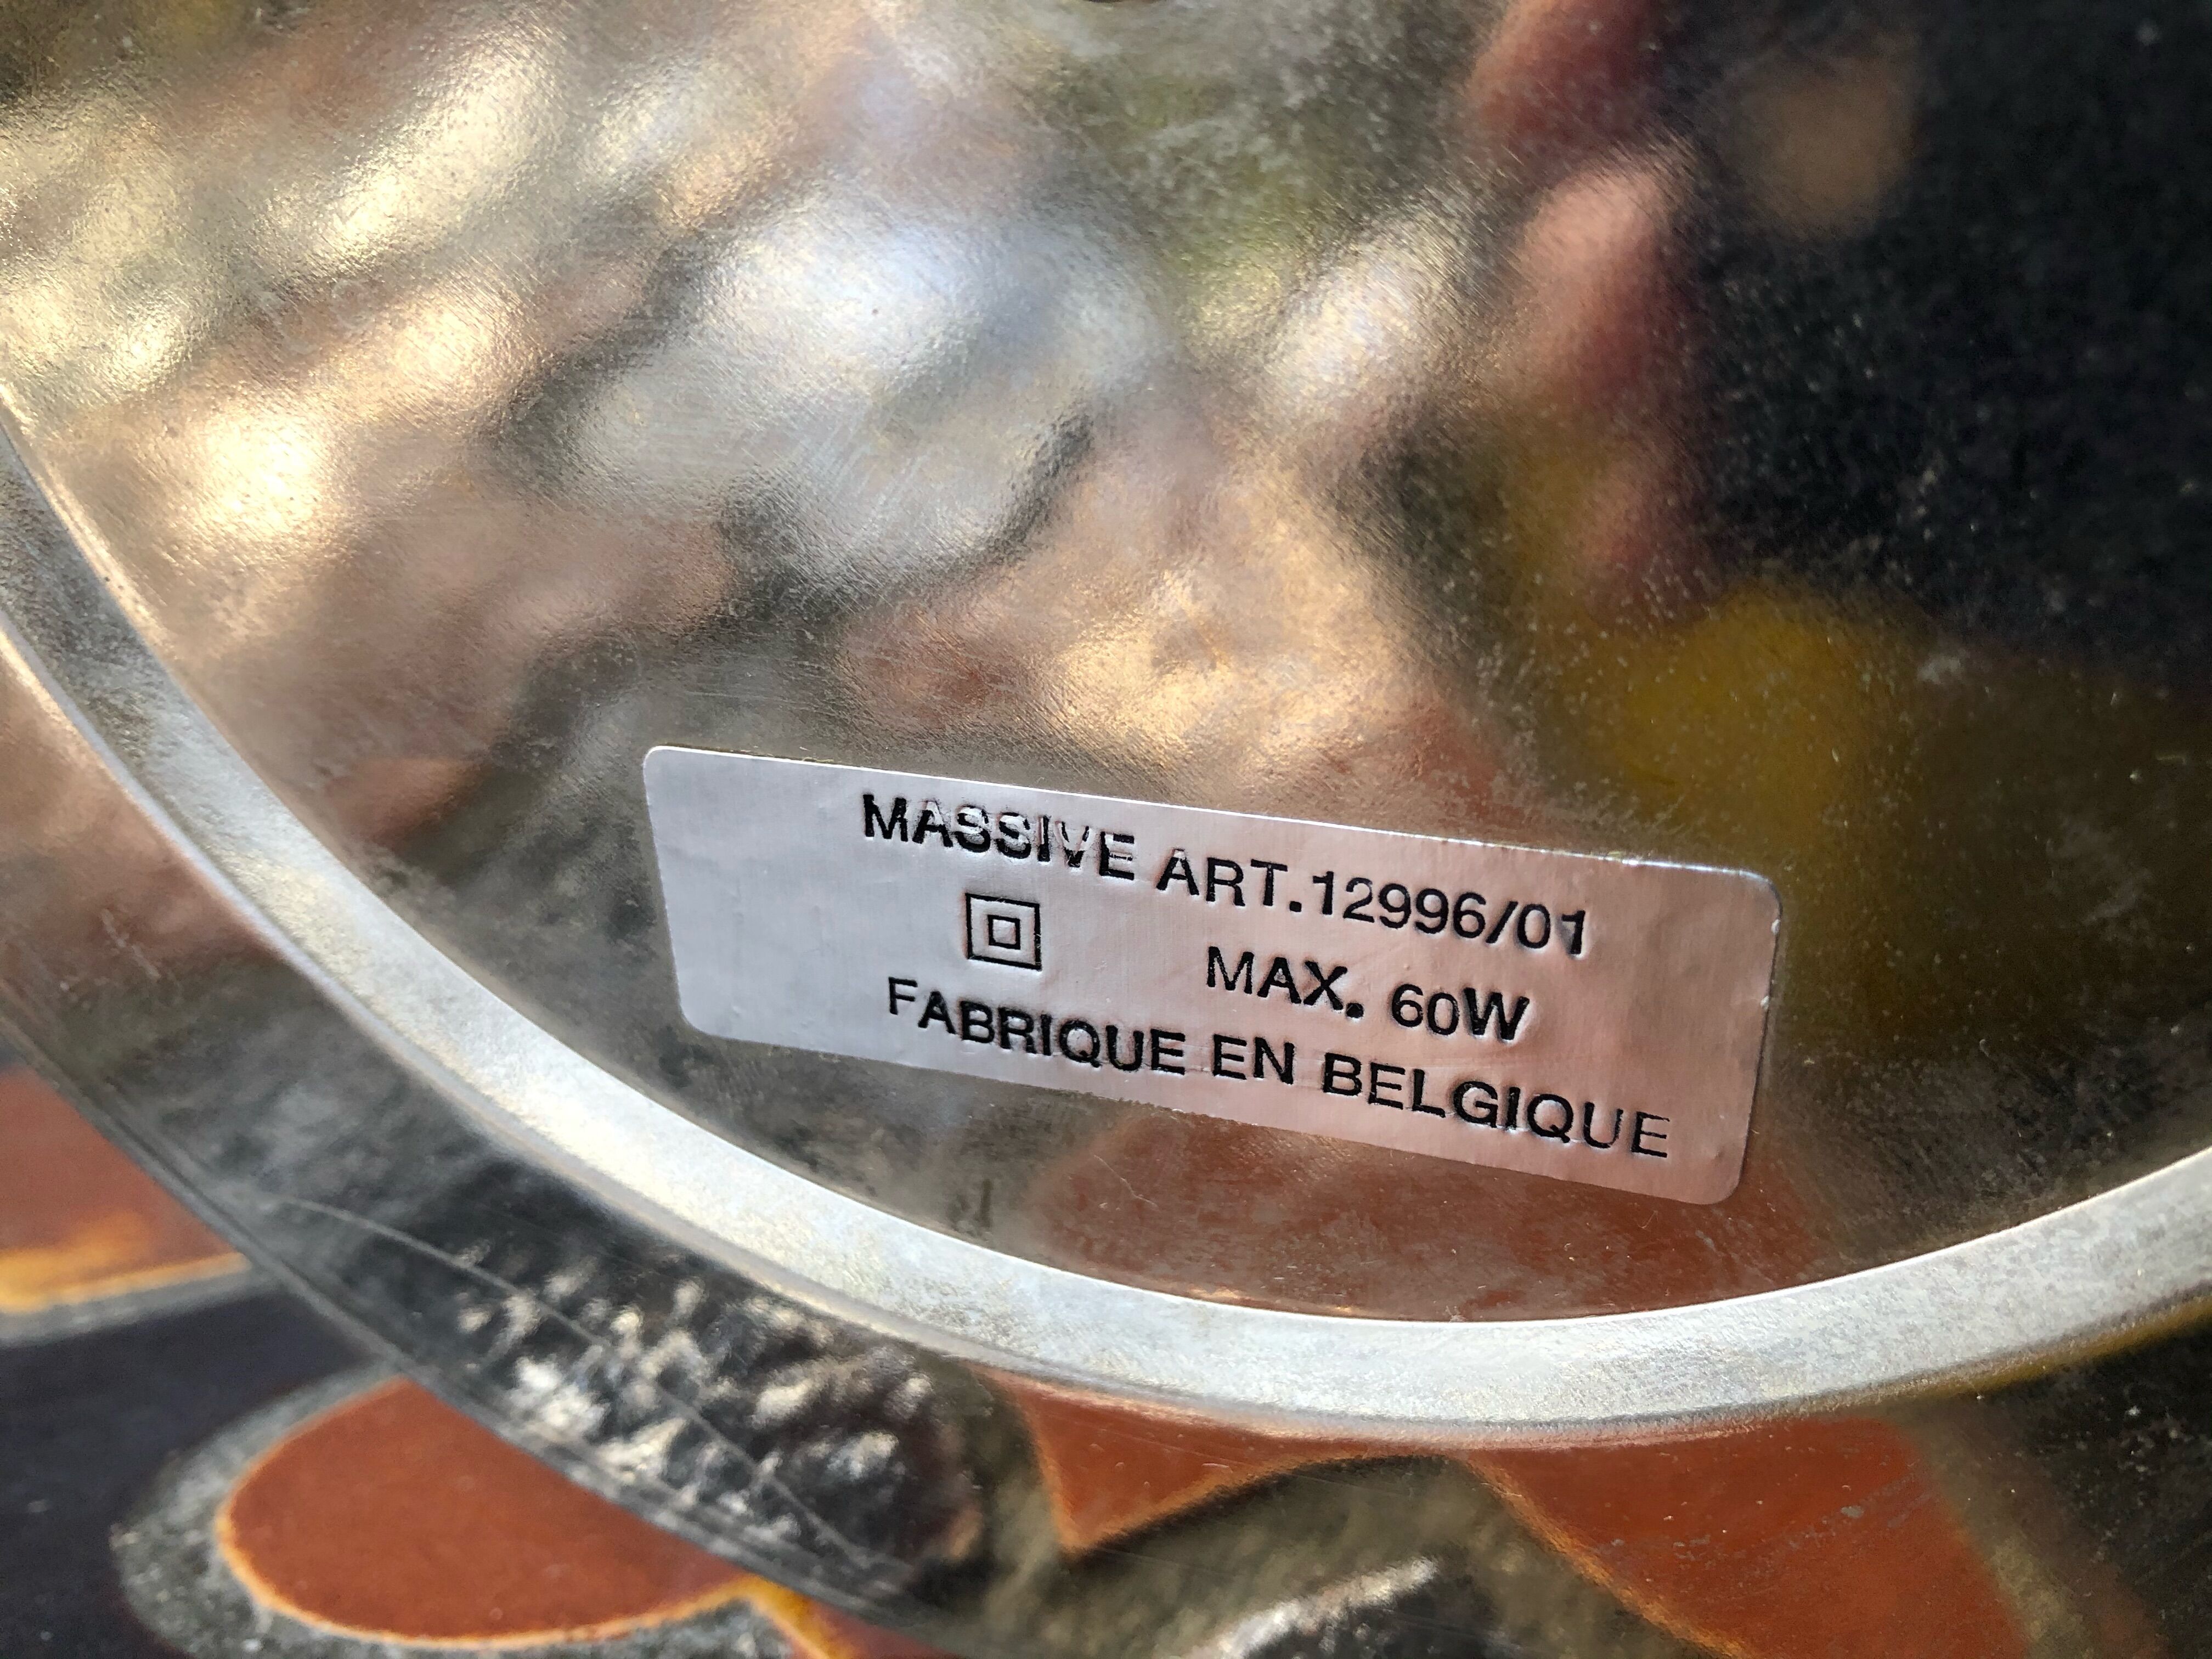 MASSIVE ART.12996/01
MAX. 60W
FABRIQUE EN BELGIQUE